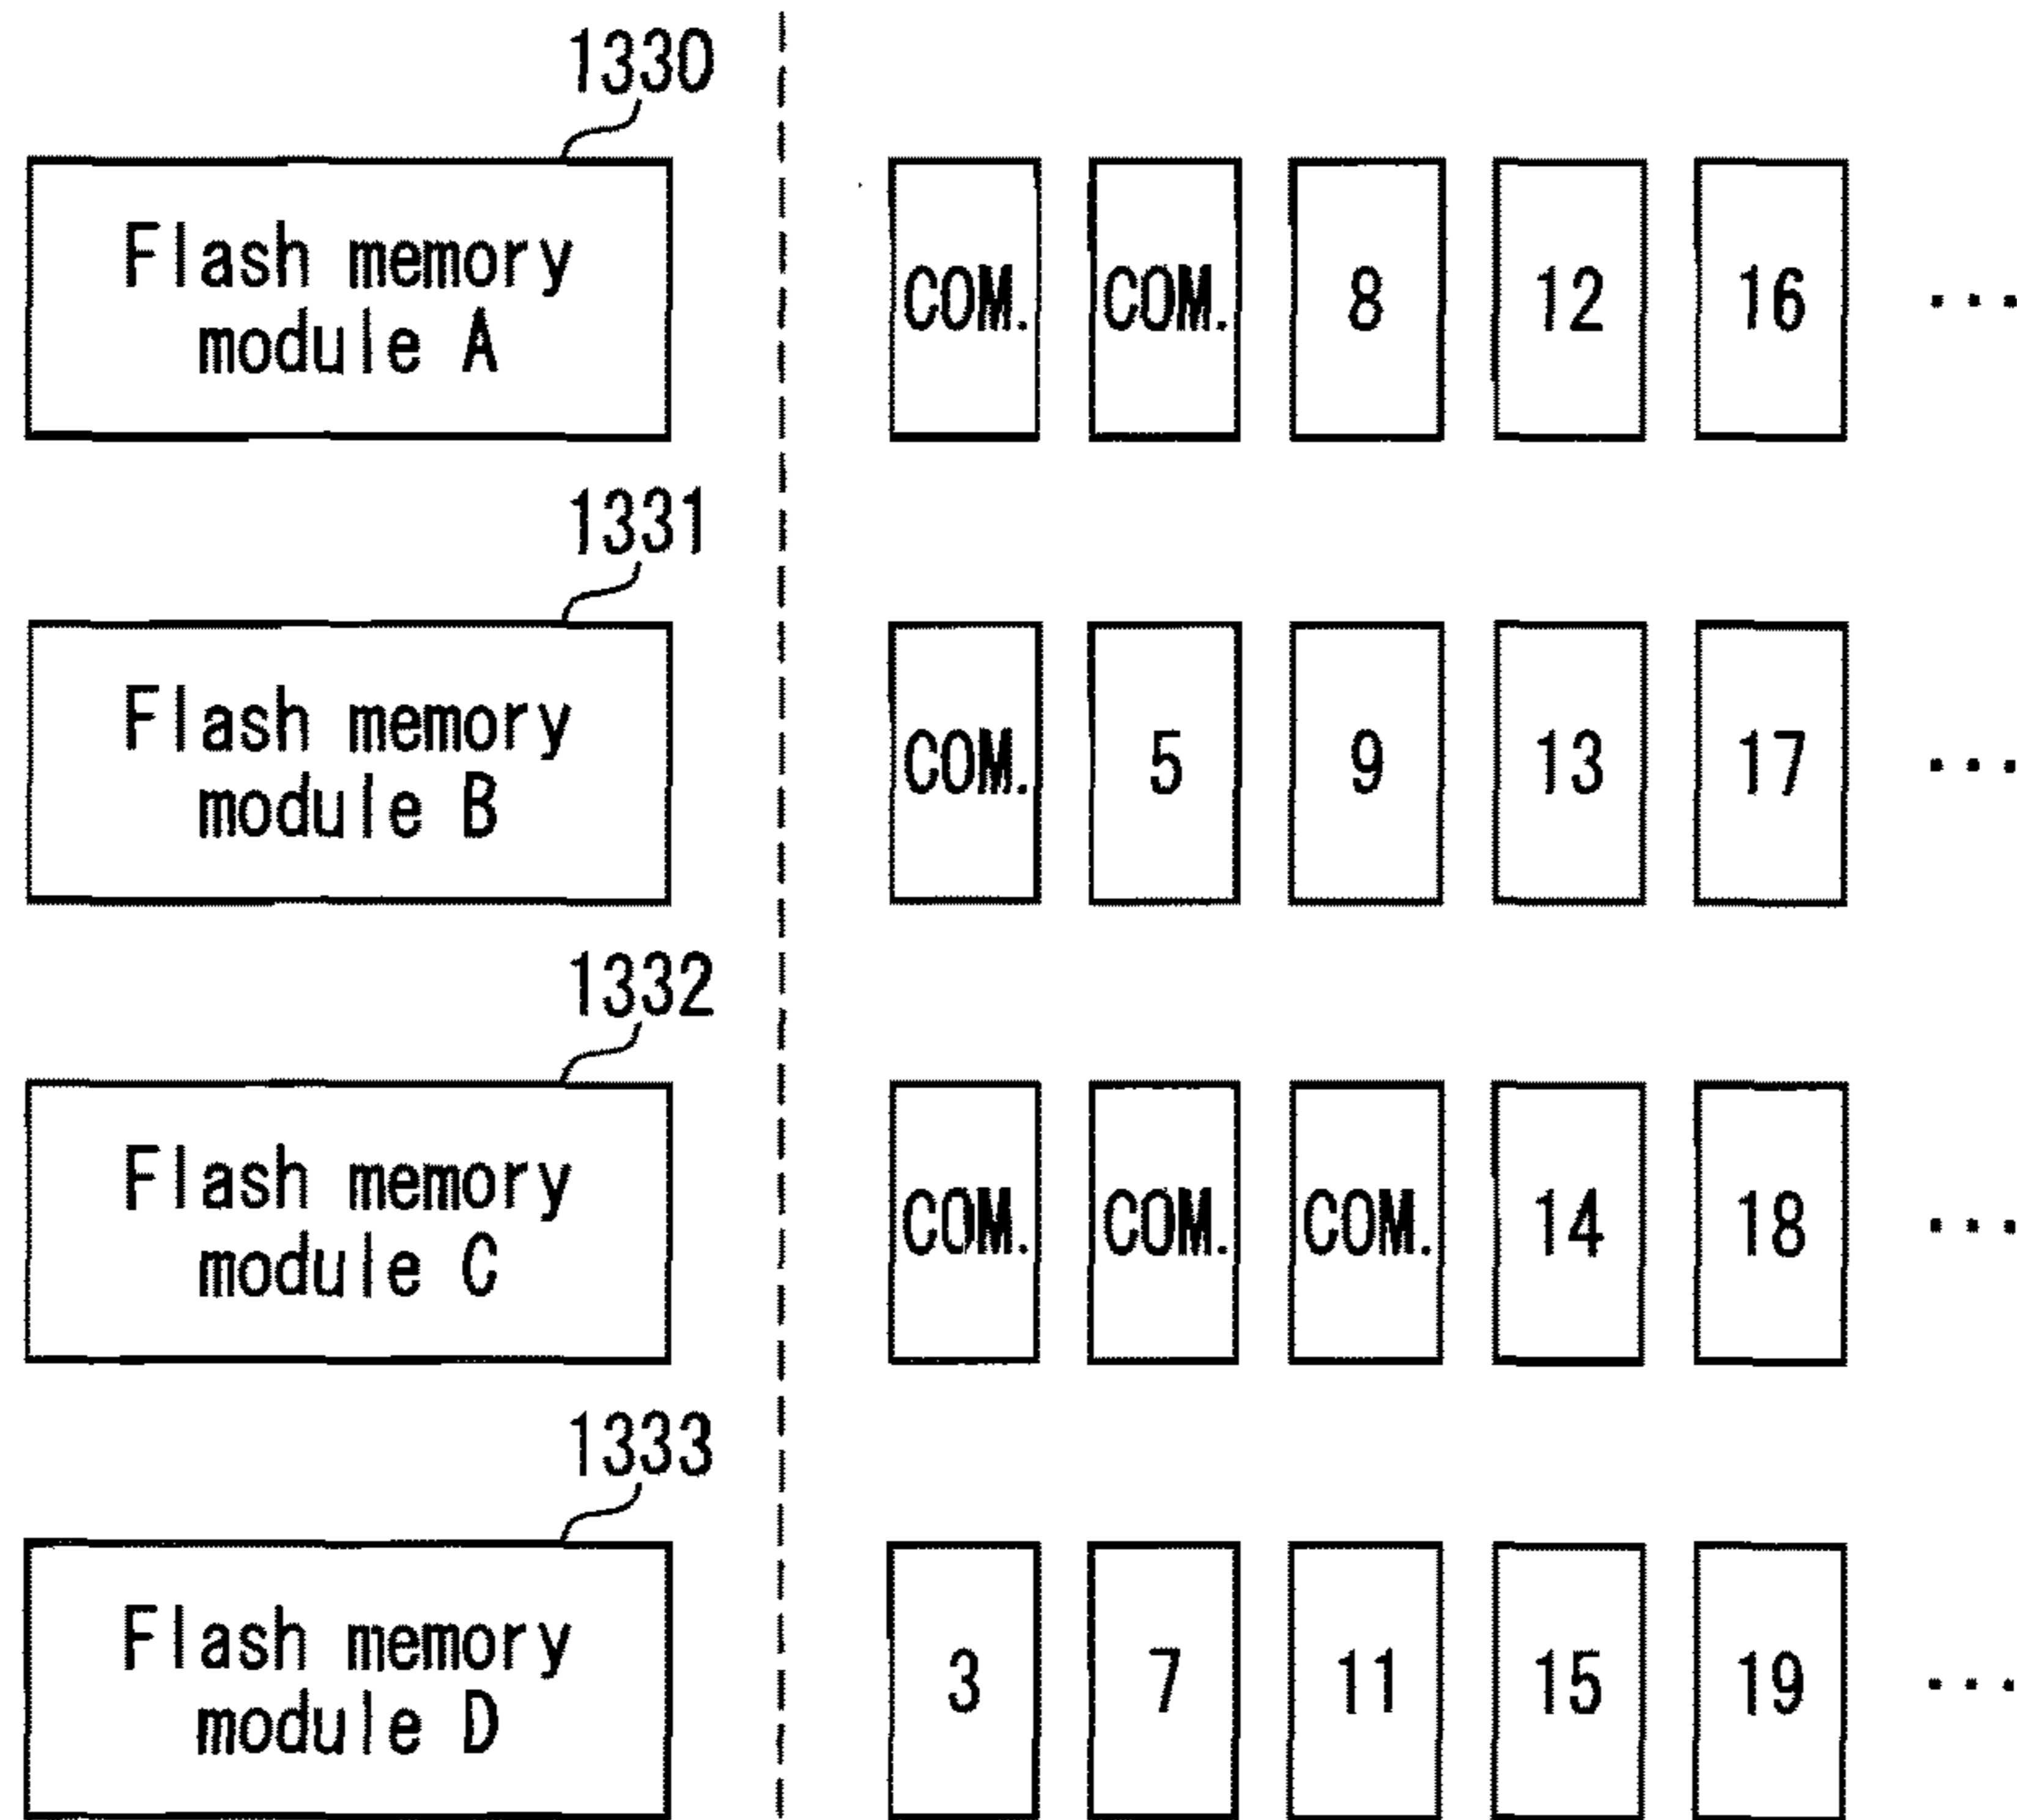 1330
Flash memory
module A
COM. COM. 8 12 16 ...
1331
Flash memory
module B
COM. 5 9 13 17 ...
1332
Flash memory
module C
COM. COM. COM. 14 18 ...
1333
Flash memory
module D
3 7 11 15 19 ...